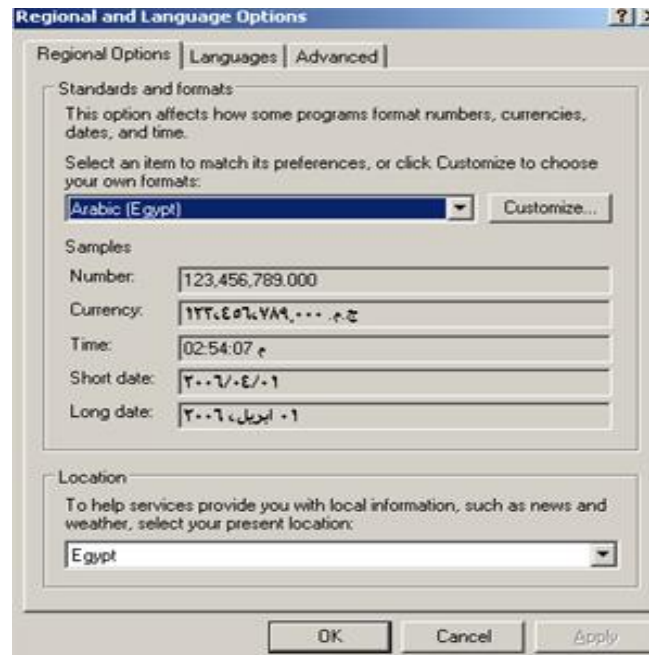 Regional and Language Options
Regional Options Languages Advanced
Standards and formats
This option affects how some programs format numbers, currencies,
dates, and time.
Select an item to match its preferences, or click Customize to choose
your own formats:
Arabic (Egypt) Customize...
Samples
Number: 123,456,789.000
Currency: ج.م. ١٢٣،٤٥٦،٧٨٩,٠٠٠
Time: 02:54:07 م
Short date: ٢٠٠٦/٠٤/٠١
Long date: ٠١ ابريل، ٢٠٠٦
Location
To help services provide you with local information, such as news and
weather, select your present location:
Egypt
OK Cancel Apply